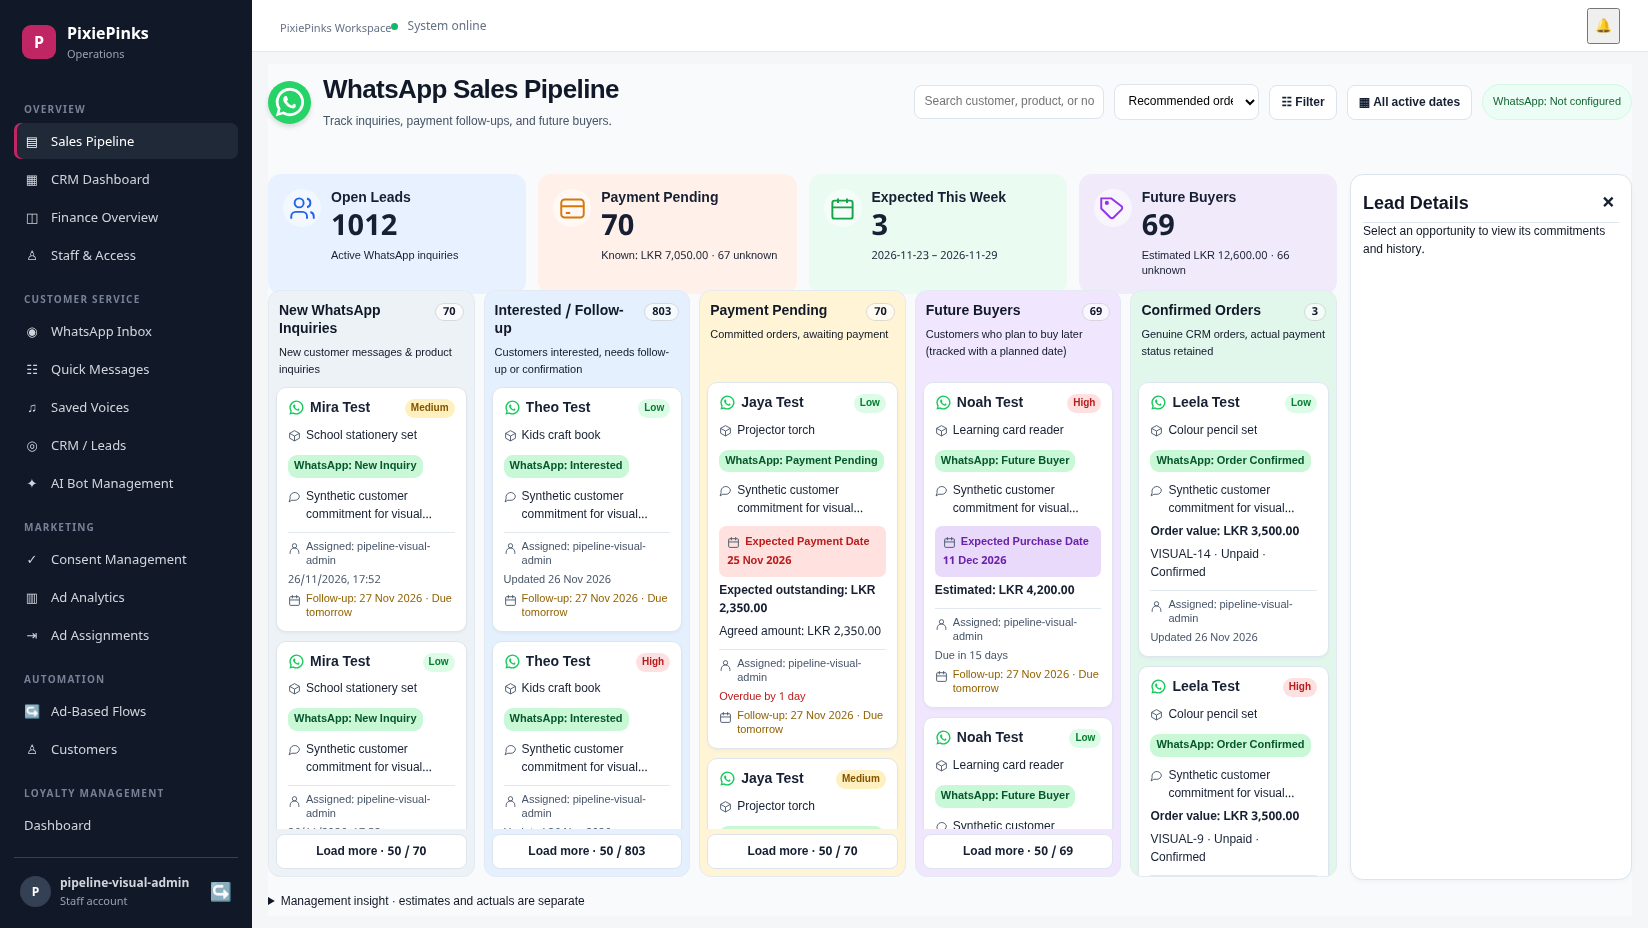 P
PixiePinks
Operations
OVERVIEW
Sales Pipeline
CRM Dashboard
Finance Overview
Staff & Access
CUSTOMER SERVICE
WhatsApp Inbox
Quick Messages
Saved Voices
CRM / Leads
AI Bot Management
MARKETING
Consent Management
Ad Analytics
Ad Assignments
AUTOMATION
Ad-Based Flows
Customers
LOYALTY MANAGEMENT
Dashboard
P
pipeline-visual-admin
Staff account
PixiePinks Workspace
System online
WhatsApp Sales Pipeline
Track inquiries, payment follow-ups, and future buyers.
Search customer, product, or no
Recommended orde
Filter
All active dates
WhatsApp: Not configured
Open Leads
1012
Active WhatsApp inquiries
Payment Pending
70
Known: LKR 7,050.00 · 67 unknown
Expected This Week
3
2026-11-23 – 2026-11-29
Future Buyers
69
Estimated LKR 12,600.00 · 66
unknown
New WhatsApp
Inquiries
70
New customer messages & product
inquiries
Mira Test
Medium
School stationery set
WhatsApp: New Inquiry
Synthetic customer
commitment for visual...
Assigned: pipeline-visual-
admin
26/11/2026, 17:52
Follow-up: 27 Nov 2026 · Due
tomorrow
Mira Test
Low
School stationery set
WhatsApp: New Inquiry
Synthetic customer
commitment for visual...
Assigned: pipeline-visual-
admin
Load more · 50 / 70
Interested / Follow-
up
803
Customers interested, needs follow-
up or confirmation
Theo Test
Low
Kids craft book
WhatsApp: Interested
Synthetic customer
commitment for visual...
Assigned: pipeline-visual-
admin
Updated 26 Nov 2026
Follow-up: 27 Nov 2026 · Due
tomorrow
Theo Test
High
Kids craft book
WhatsApp: Interested
Synthetic customer
commitment for visual...
Assigned: pipeline-visual-
admin
Load more · 50 / 803
Payment Pending
70
Committed orders, awaiting payment
Jaya Test
Low
Projector torch
WhatsApp: Payment Pending
Synthetic customer
commitment for visual...
Expected Payment Date
25 Nov 2026
Expected outstanding: LKR
2,350.00
Agreed amount: LKR 2,350.00
Assigned: pipeline-visual-
admin
Overdue by 1 day
Follow-up: 27 Nov 2026 · Due
tomorrow
Jaya Test
Medium
Projector torch
Load more · 50 / 70
Future Buyers
69
Customers who plan to buy later
(tracked with a planned date)
Noah Test
High
Learning card reader
WhatsApp: Future Buyer
Synthetic customer
commitment for visual...
Expected Purchase Date
11 Dec 2026
Estimated: LKR 4,200.00
Assigned: pipeline-visual-
admin
Due in 15 days
Follow-up: 27 Nov 2026 · Due
tomorrow
Noah Test
Low
Learning card reader
WhatsApp: Future Buyer
Synthetic customer
Load more · 50 / 69
Confirmed Orders
3
Genuine CRM orders, actual payment
status retained
Leela Test
Low
Colour pencil set
WhatsApp: Order Confirmed
Synthetic customer
commitment for visual...
Order value: LKR 3,500.00
VISUAL-14 · Unpaid ·
Confirmed
Assigned: pipeline-visual-
admin
Updated 26 Nov 2026
Leela Test
High
Colour pencil set
WhatsApp: Order Confirmed
Synthetic customer
commitment for visual...
Order value: LKR 3,500.00
VISUAL-9 · Unpaid ·
Confirmed
Lead Details
Select an opportunity to view its commitments
and history.
Management insight · estimates and actuals are separate